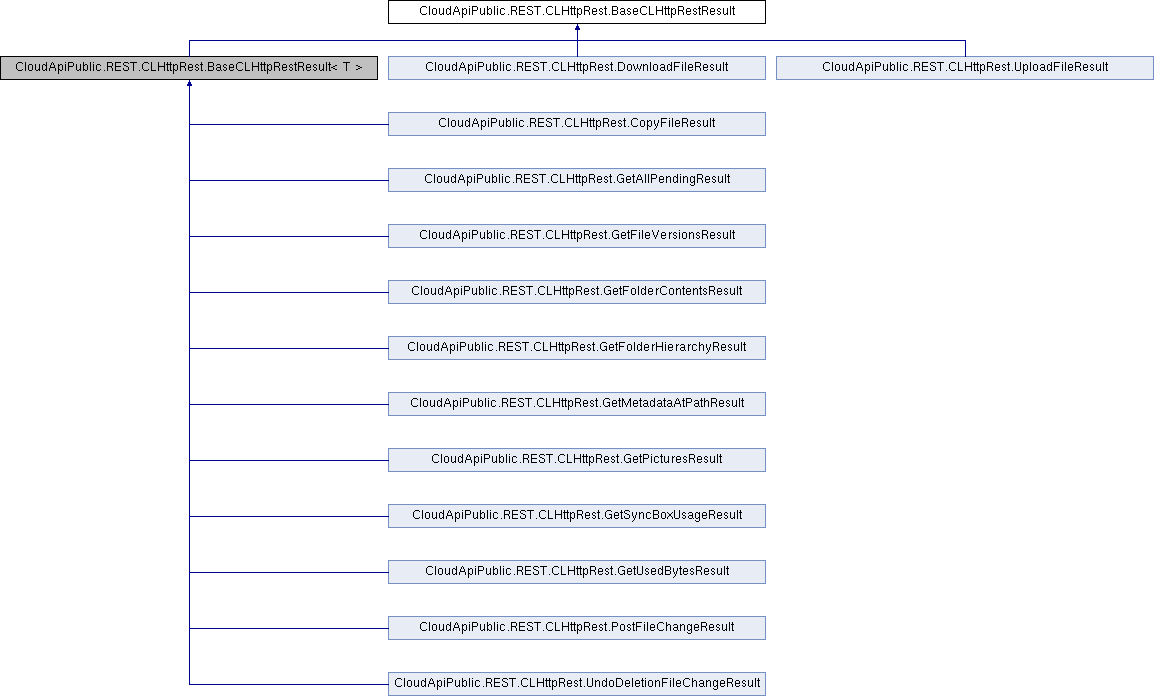 CloudApiPublic.REST.CLHttpRest.BaseCLHttpRestResult
CloudApiPublic.REST.CLHttpRest.BaseCLHttpRestResult< T >
CloudApiPublic.REST.CLHttpRest.DownloadFileResult
CloudApiPublic.REST.CLHttpRest.UploadFileResult
CloudApiPublic.REST.CLHttpRest.CopyFileResult
CloudApiPublic.REST.CLHttpRest.GetAllPendingResult
CloudApiPublic.REST.CLHttpRest.GetFileVersionsResult
CloudApiPublic.REST.CLHttpRest.GetFolderContentsResult
CloudApiPublic.REST.CLHttpRest.GetFolderHierarchyResult
CloudApiPublic.REST.CLHttpRest.GetMetadataAtPathResult
CloudApiPublic.REST.CLHttpRest.GetPicturesResult
CloudApiPublic.REST.CLHttpRest.GetSyncBoxUsageResult
CloudApiPublic.REST.CLHttpRest.GetUsedBytesResult
CloudApiPublic.REST.CLHttpRest.PostFileChangeResult
CloudApiPublic.REST.CLHttpRest.UndoDeletionFileChangeResult